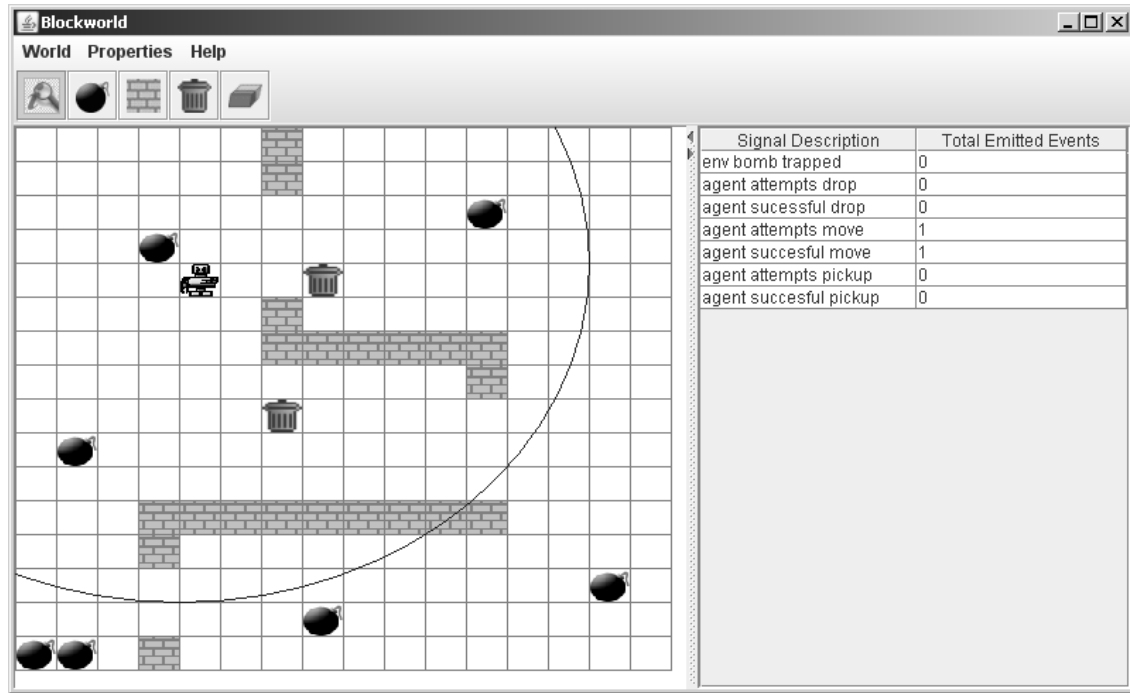 Blockworld
World Properties Help
Signal Description Total Emitted Events
env bomb trapped 0
agent attempts drop 0
agent sucessful drop 0
agent attempts move 1
agent succesful move 1
agent attempts pickup 0
agent succesful pickup 0